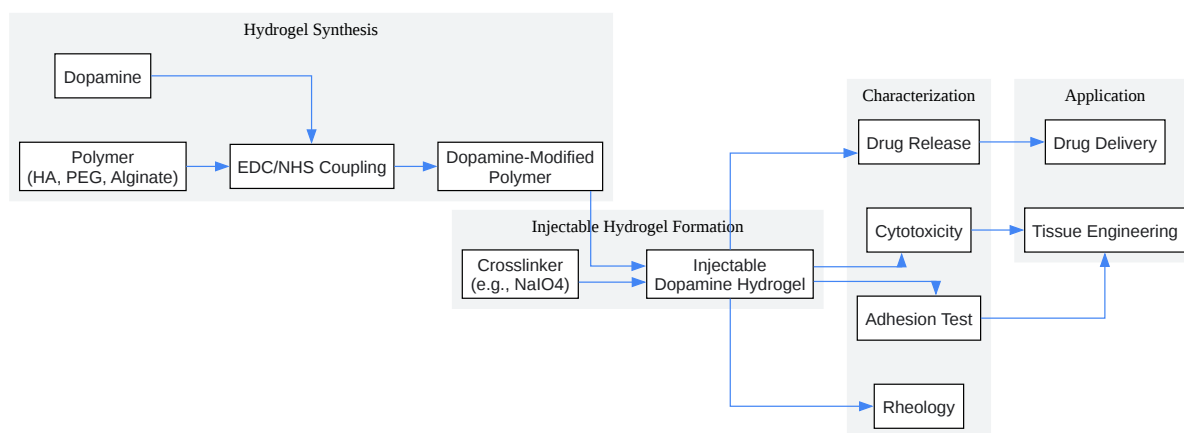 Hydrogel Synthesis
Dopamine
Polymer
(HA, PEG, Alginate)
EDC/NHS Coupling
Dopamine-Modified
Polymer
Injectable Hydrogel Formation
Crosslinker
(e.g., NaIO4)
Injectable
Dopamine Hydrogel
Characterization
Drug Release
Cytotoxicity
Adhesion Test
Rheology
Application
Drug Delivery
Tissue Engineering